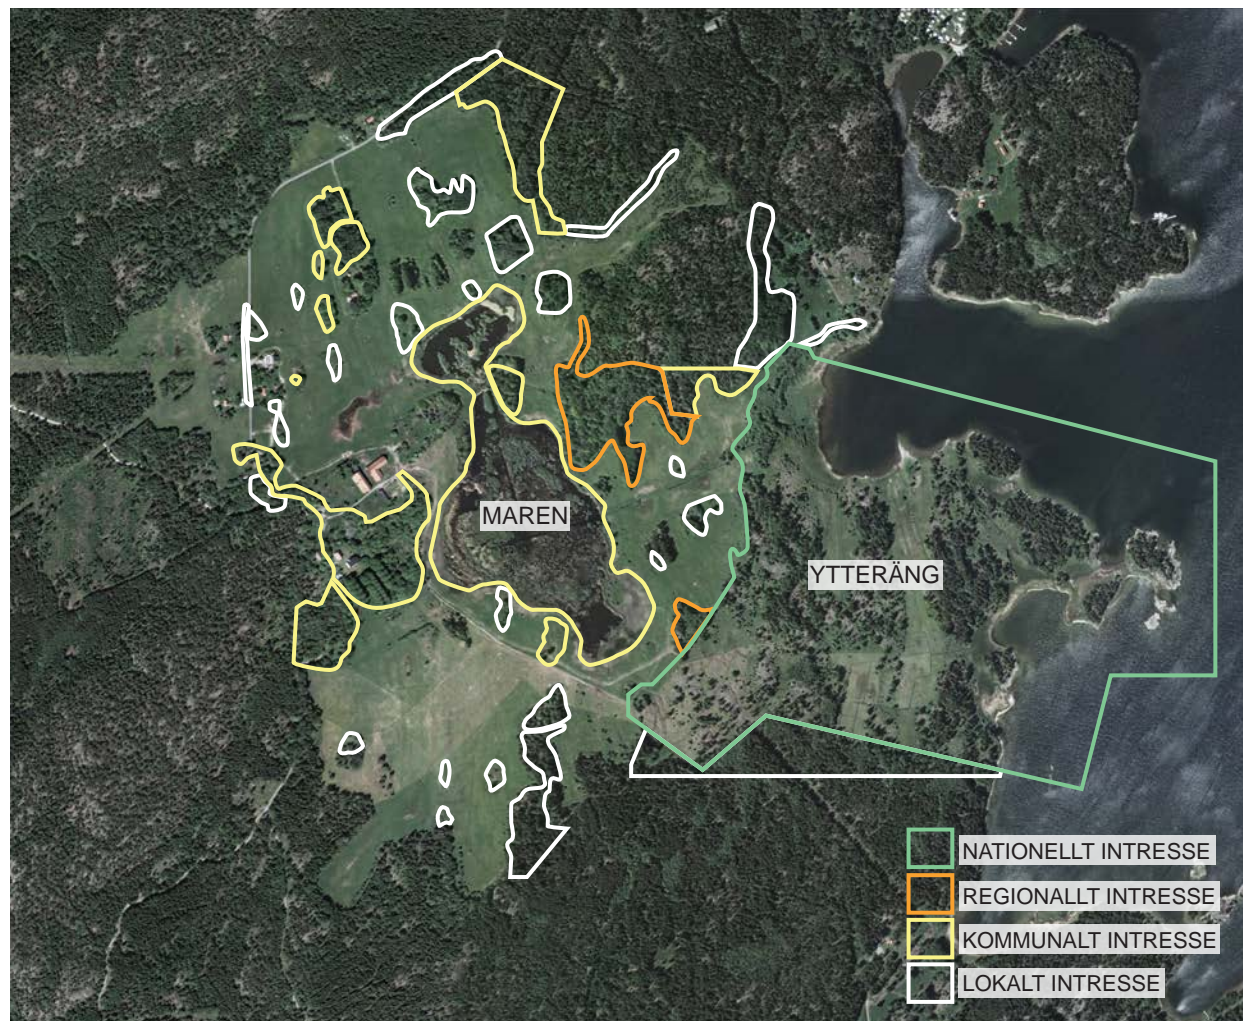 MAREN
YTTERÄNG
NATIONELLT INTRESSE
REGIONALLT INTRESSE
KOMMUNALT INTRESSE
LOKALT INTRESSE